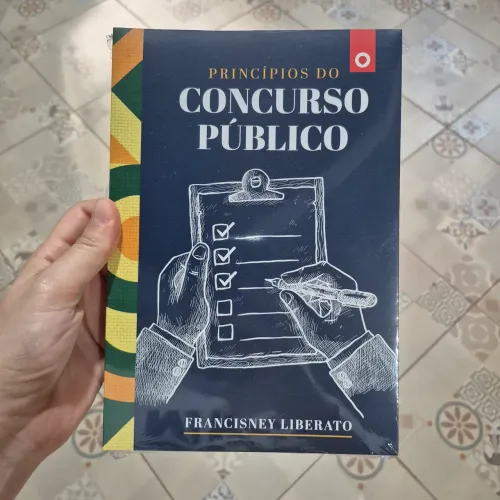 PRINCÍPIOS DO
CONCURSO
PÚBLICO
FRANCISNEY LIBERATO